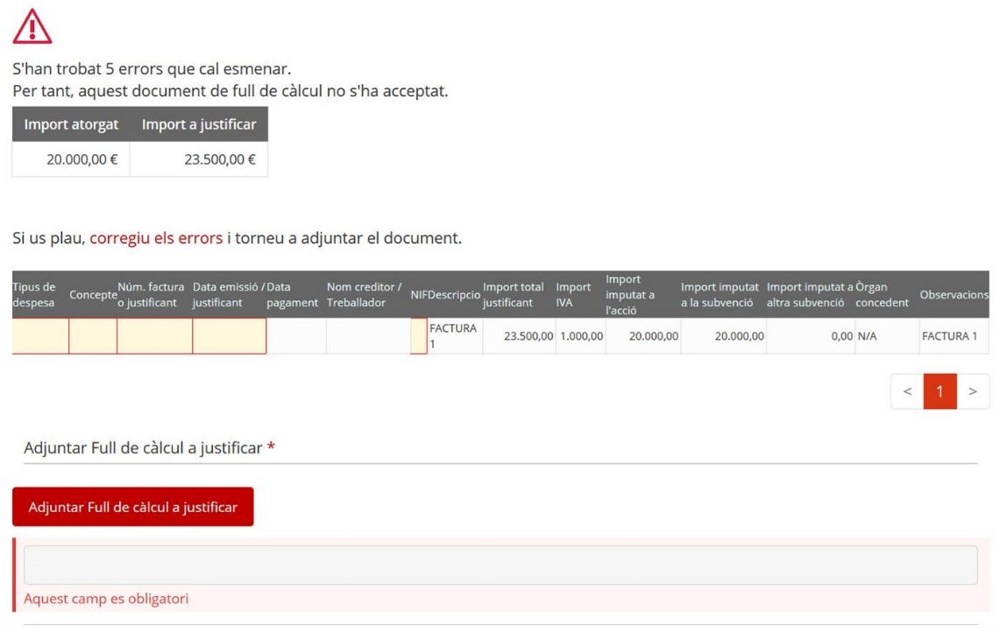 S'han trobat 5 errors que cal esmenar.
Per tant, aquest document de full de càlcul no s'ha acceptat.
Import atorgat Import a justificar
20.000,00 € 23.500,00 €
Si us plau, corregiu els errors i torneu a adjuntar el document.
Tipus de despesa Concepte Núm. factura o justificant Data emissió / justificant Data pagament Nom creditor / Treballador NIF Descripcio Import total justificant Import IVA Import imputat a l'acció Import imputat a la subvenció Import imputat a altra subvenció Òrgan concedent Observacions
FACTURA 1 23.500,00 1.000,00 20.000,00 20.000,00 0,00 N/A FACTURA 1
< 1 >
Adjuntar Full de càlcul a justificar *
Adjuntar Full de càlcul a justificar
Aquest camp es obligatori